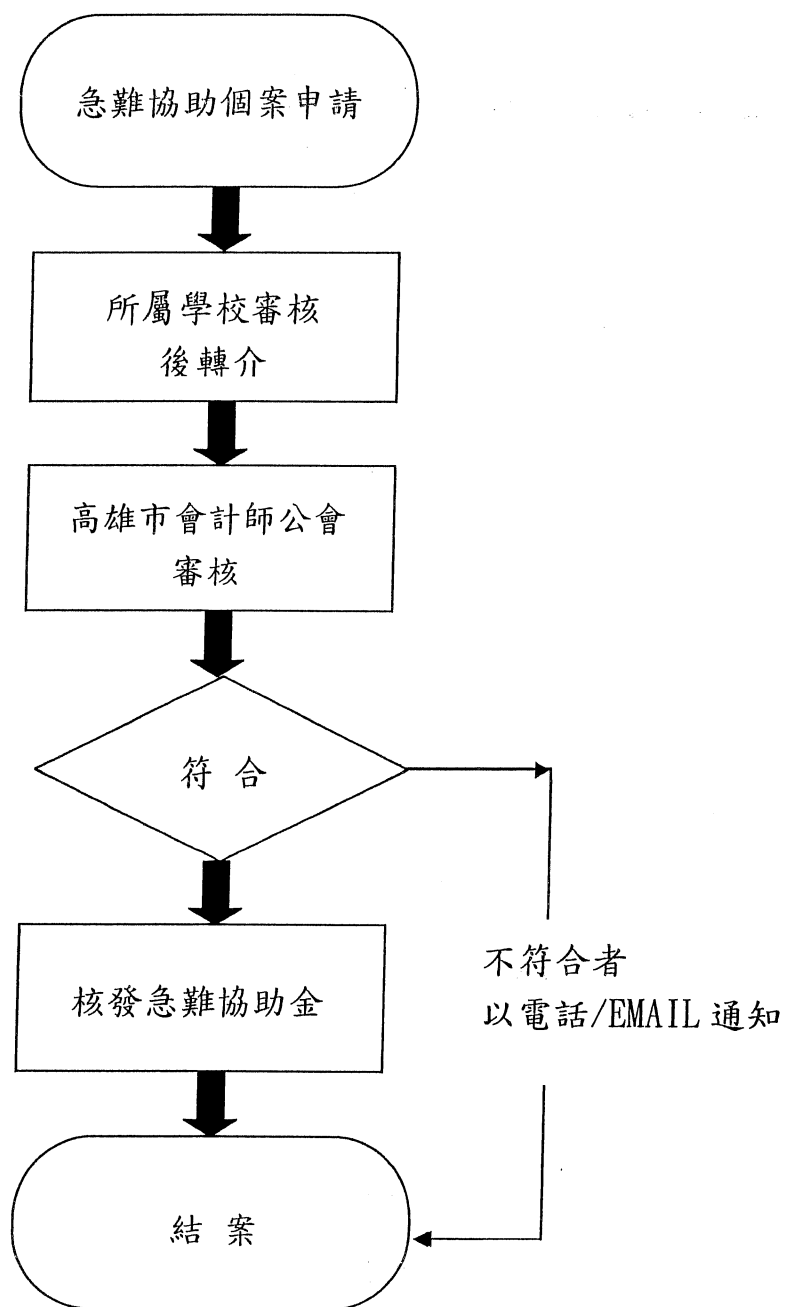 急難協助個案申請
所屬學校審核
後轉介
高雄市會計師公會
審核
符合
核發急難協助金
不符合者
以電話/EMAIL通知
結案